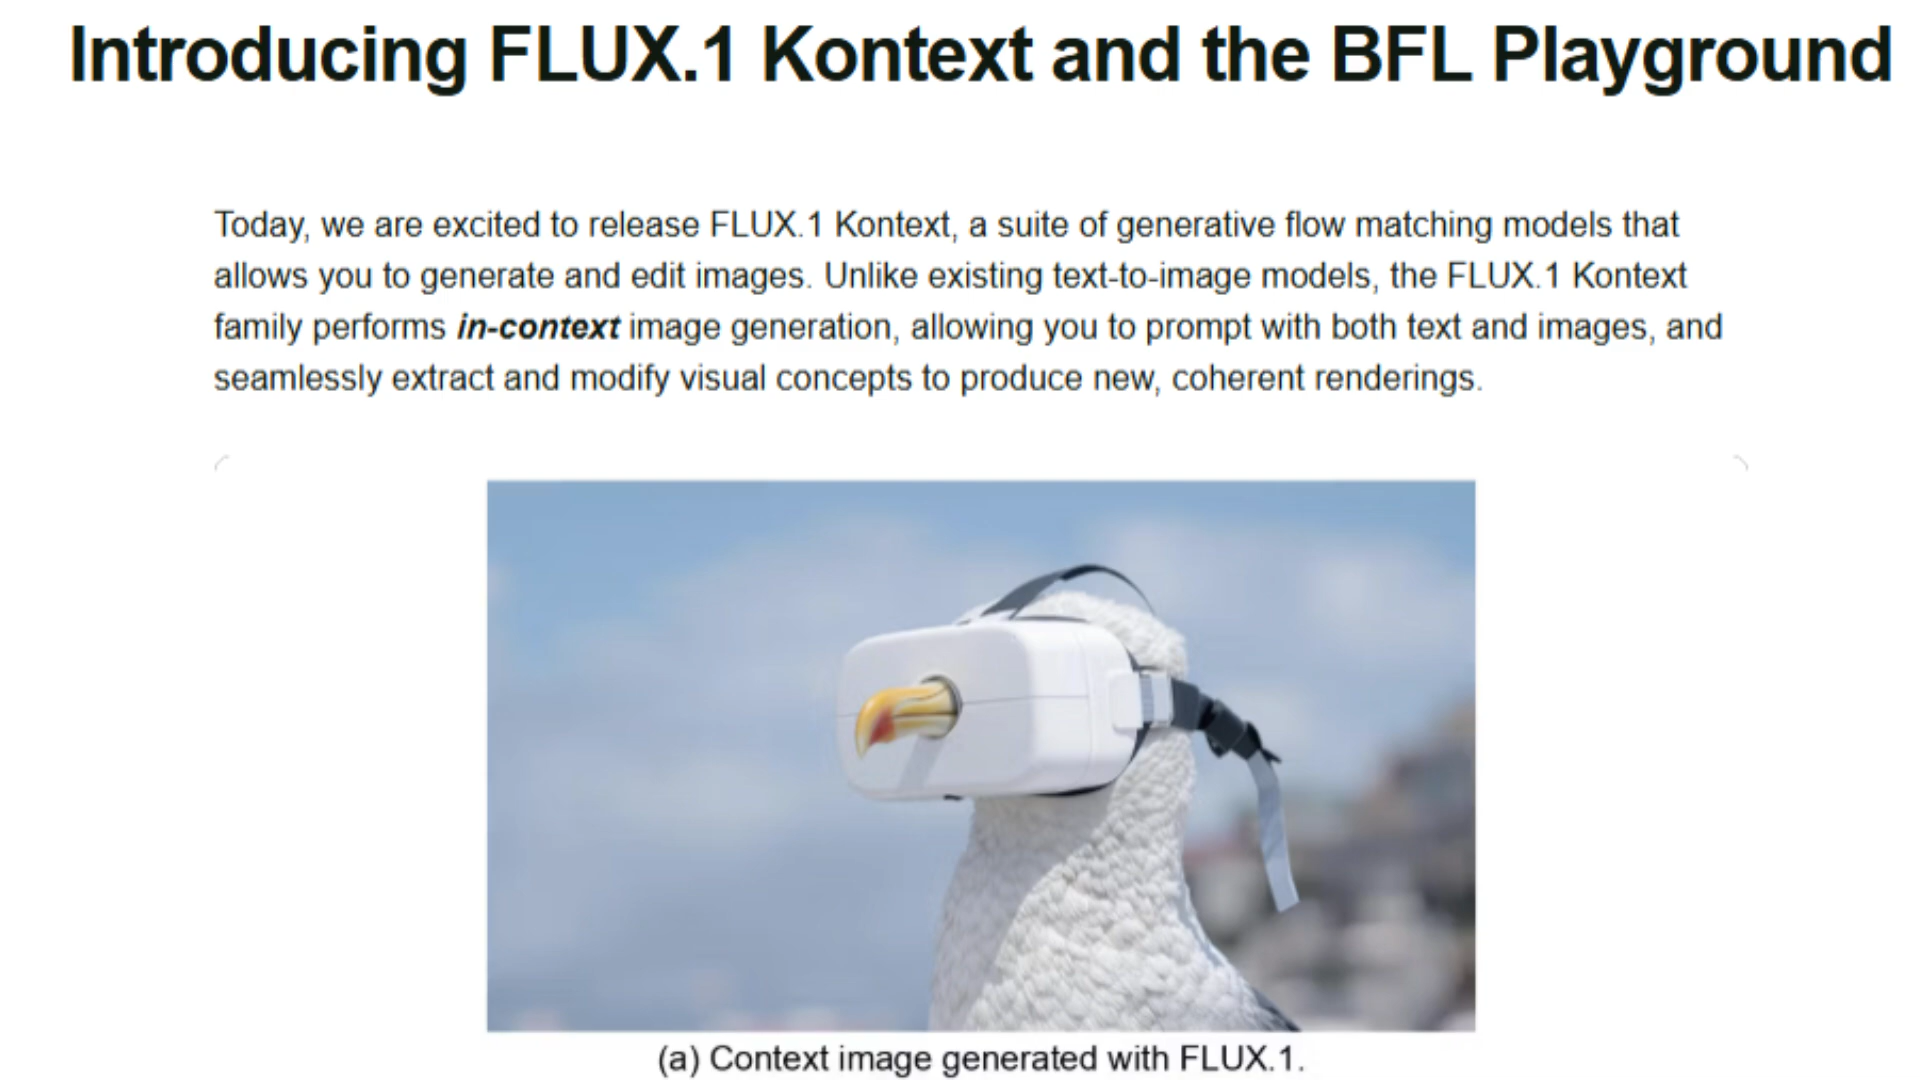 Introducing FLUX.1 Kontext and the BFL Playground
Today, we are excited to release FLUX.1 Kontext, a suite of generative flow matching models that
allows you to generate and edit images. Unlike existing text-to-image models, the FLUX.1 Kontext
family performs in-context image generation, allowing you to prompt with both text and images, and
seamlessly extract and modify visual concepts to produce new, coherent renderings.
(a) Context image generated with FLUX.1.